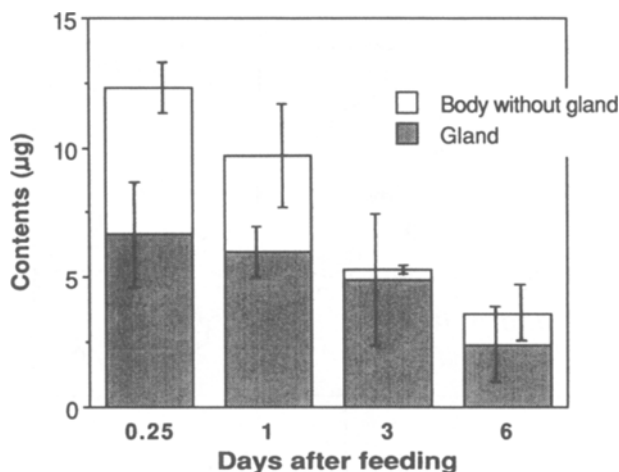 15
10
5
0
Contents (µg)
Body without gland
Gland
0.25 1 3 6
Days after feeding